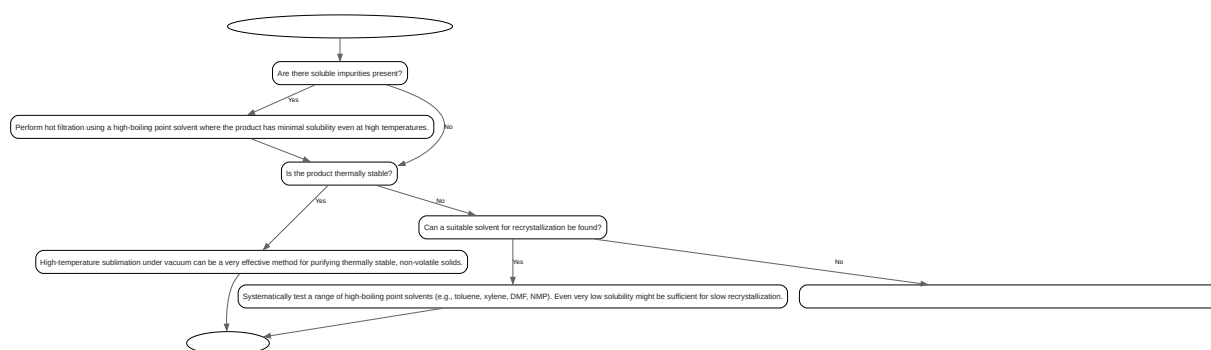 Are there soluble impurities present?
Yes
Perform hot filtration using a high-boiling point solvent where the product has minimal solubility even at high temperatures.
No
Is the product thermally stable?
Yes
No
Can a suitable solvent for recrystallization be found?
High-temperature sublimation under vacuum can be a very effective method for purifying thermally stable, non-volatile solids.
Yes
No
Systematically test a range of high-boiling point solvents (e.g., toluene, xylene, DMF, NMP). Even very low solubility might be sufficient for slow recrystallization.